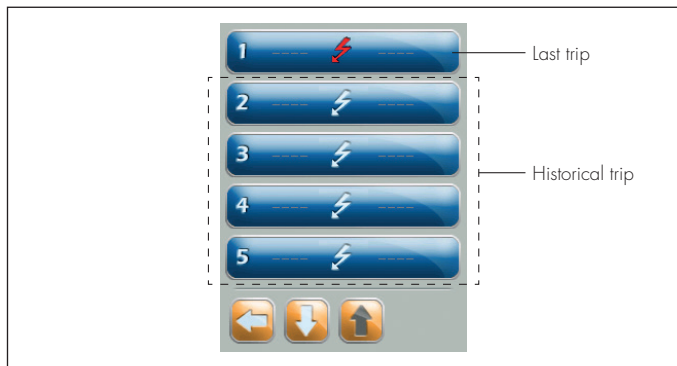 1 ---- ----
Last trip
2 ---- ----
3 ---- ----
Historical trip
4 ---- ----
5 ---- ----